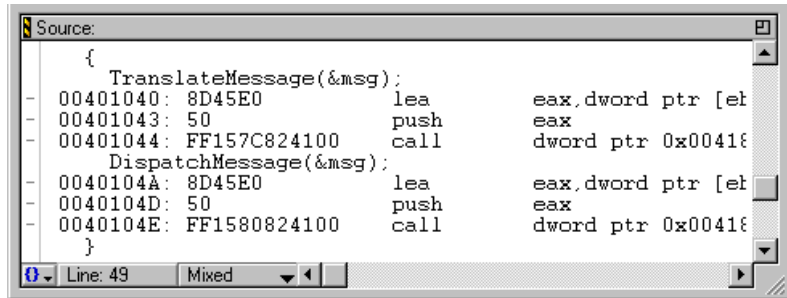 Source:
{
TranslateMessage(&msg);
00401040: 8D45E0 lea eax,dword ptr [eb
00401043: 50 push eax
00401044: FF157C824100 call dword ptr 0x00418
DispatchMessage(&msg);
0040104A: 8D45E0 lea eax,dword ptr [eb
0040104D: 50 push eax
0040104E: FF1580824100 call dword ptr 0x00418
}
{} Line: 49 Mixed